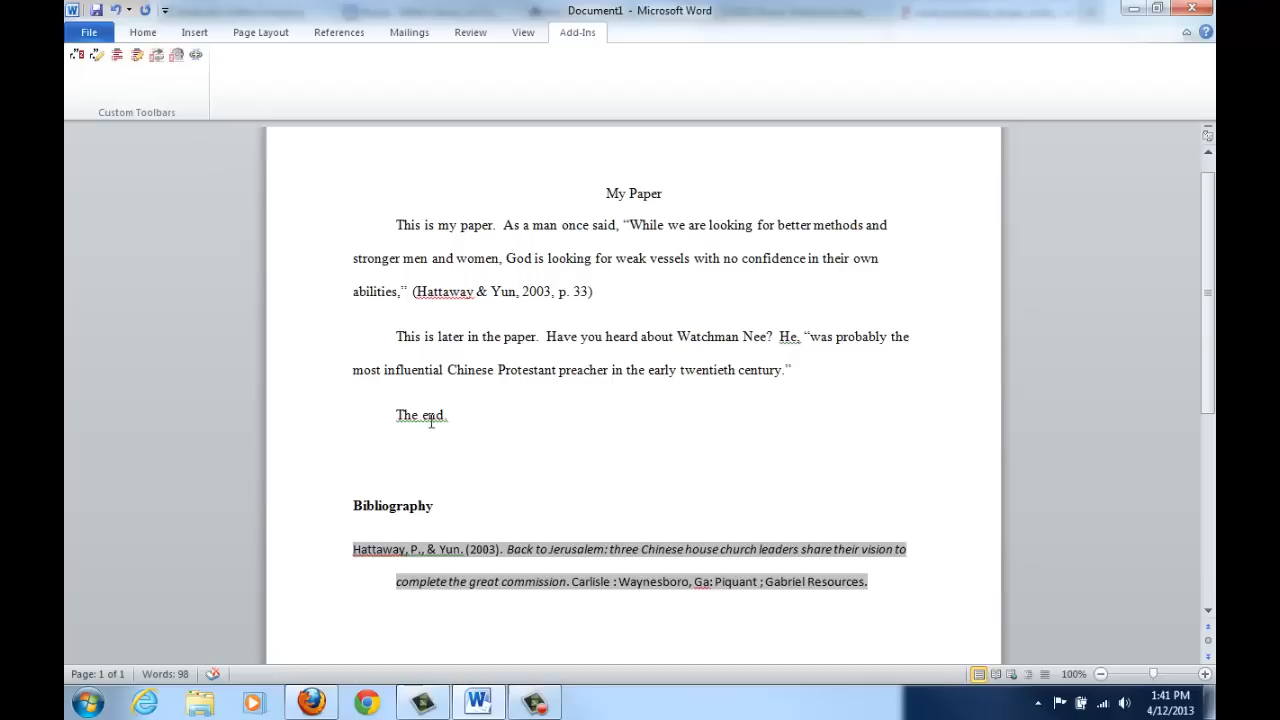 Document1 - Microsoft Word
File Home Insert Page Layout References Mailings Review View Add-Ins
Custom Toolbars
My Paper
This is my paper.  As a man once said, “While we are looking for better methods and
stronger men and women, God is looking for weak vessels with no confidence in their own
abilities,” (Hattaway & Yun, 2003, p. 33)
This is later in the paper.  Have you heard about Watchman Nee?  He, “was probably the
most influential Chinese Protestant preacher in the early twentieth century.”
The end.
Bibliography
Hattaway, P., & Yun. (2003). Back to Jerusalem: three Chinese house church leaders share their vision to
complete the great commission. Carlisle : Waynesboro, Ga: Piquant ; Gabriel Resources.
Page: 1 of 1 Words: 98 100%
1:41 PM
4/12/2013